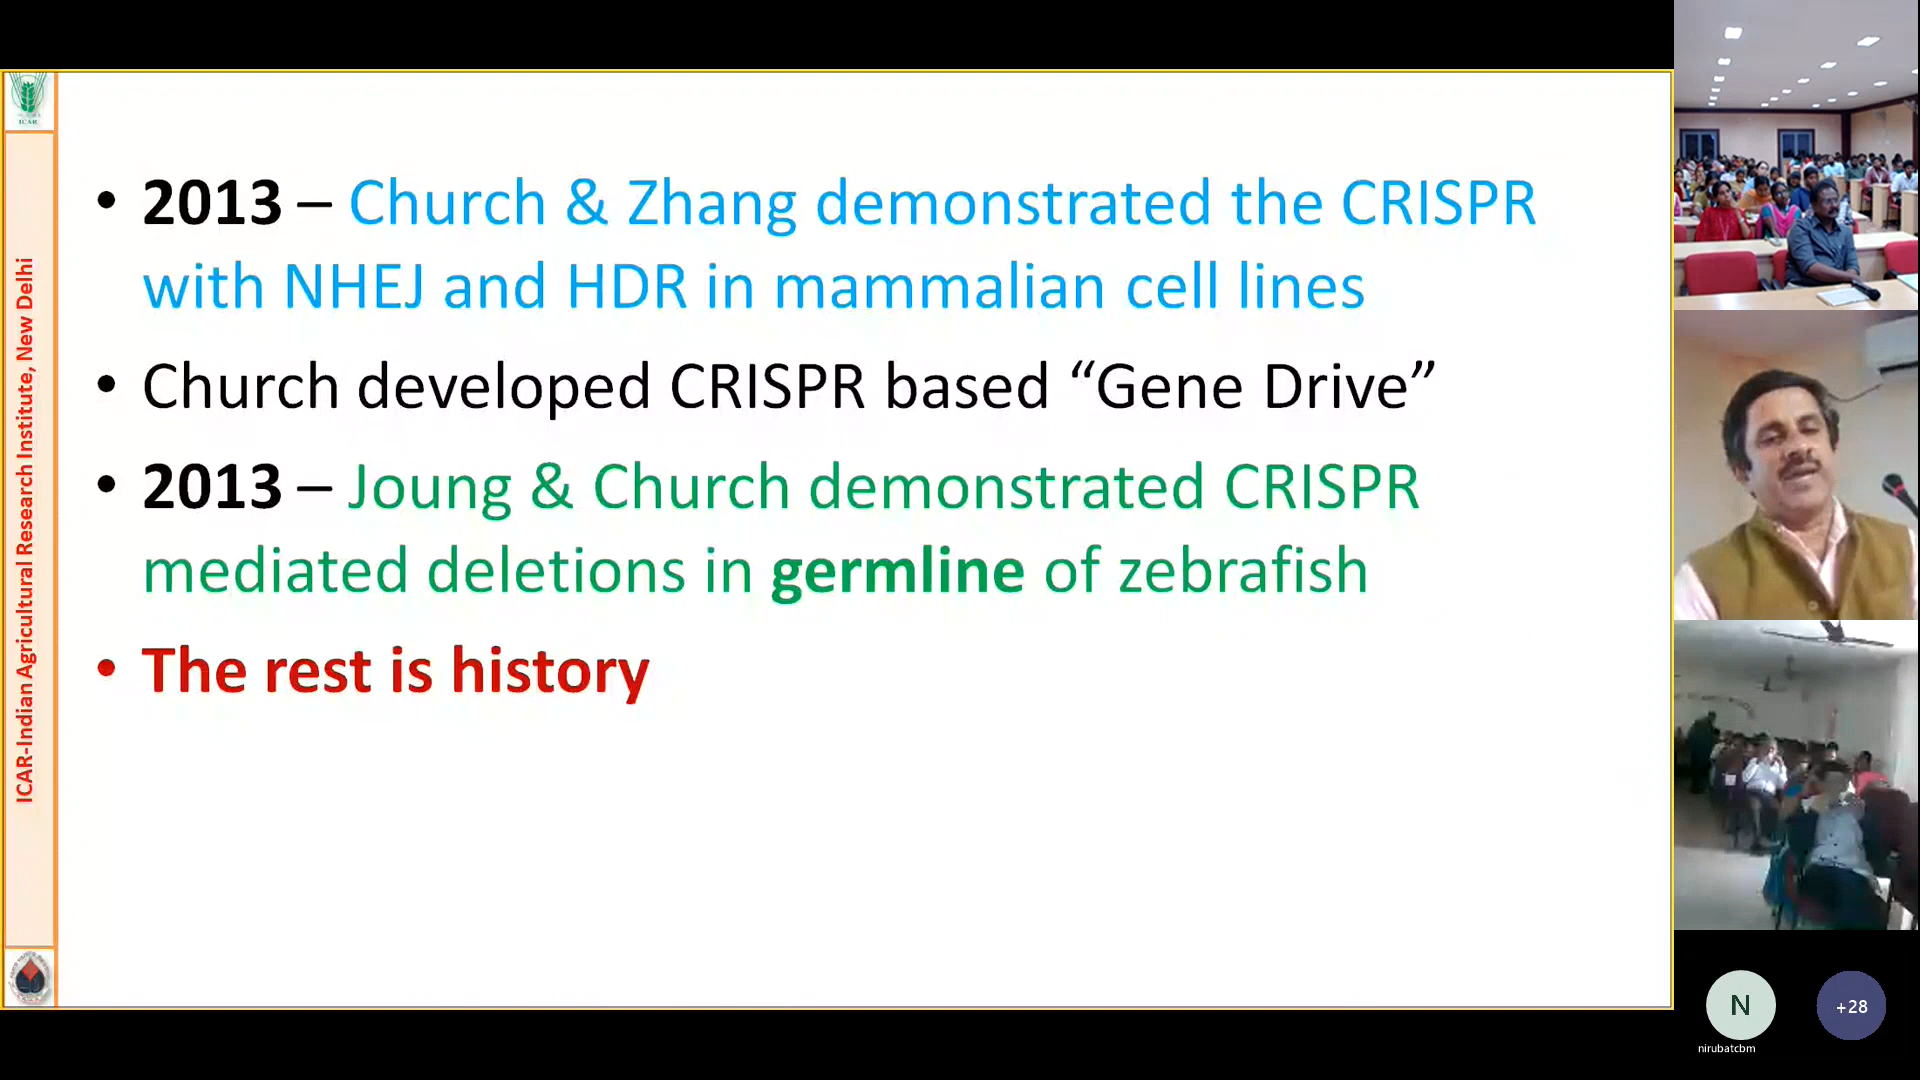 • 2013 – Church & Zhang demonstrated the CRISPR
with NHEJ and HDR in mammalian cell lines
• Church developed CRISPR based “Gene Drive”
• 2013 – Joung & Church demonstrated CRISPR
mediated deletions in germline of zebrafish
• The rest is history
ICAR
ICAR-Indian Agricultural Research Institute, New Delhi
N
nirubatcbm
+28